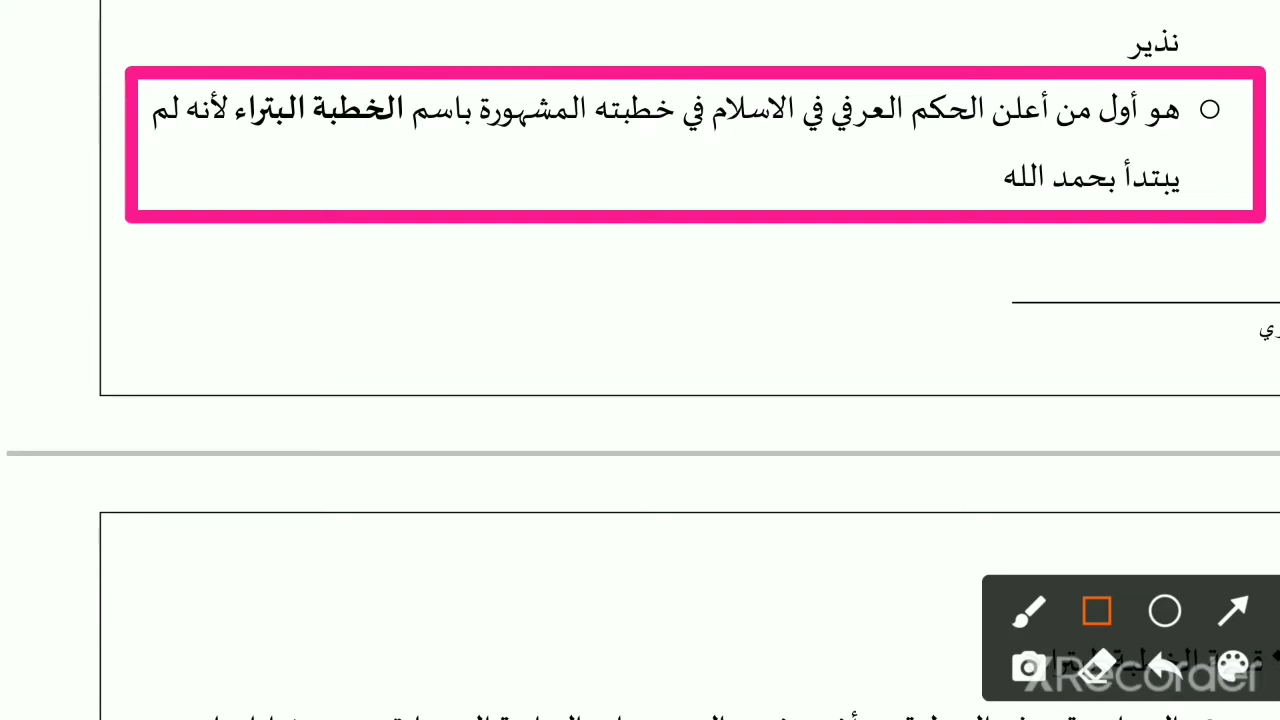 نذير
○ هو أول من أعلن الحكم العرفي في الاسلام في خطبته المشهورة باسم الخطبة البتراء لأنه لم
يبتدأ بحمد الله
XRecorder